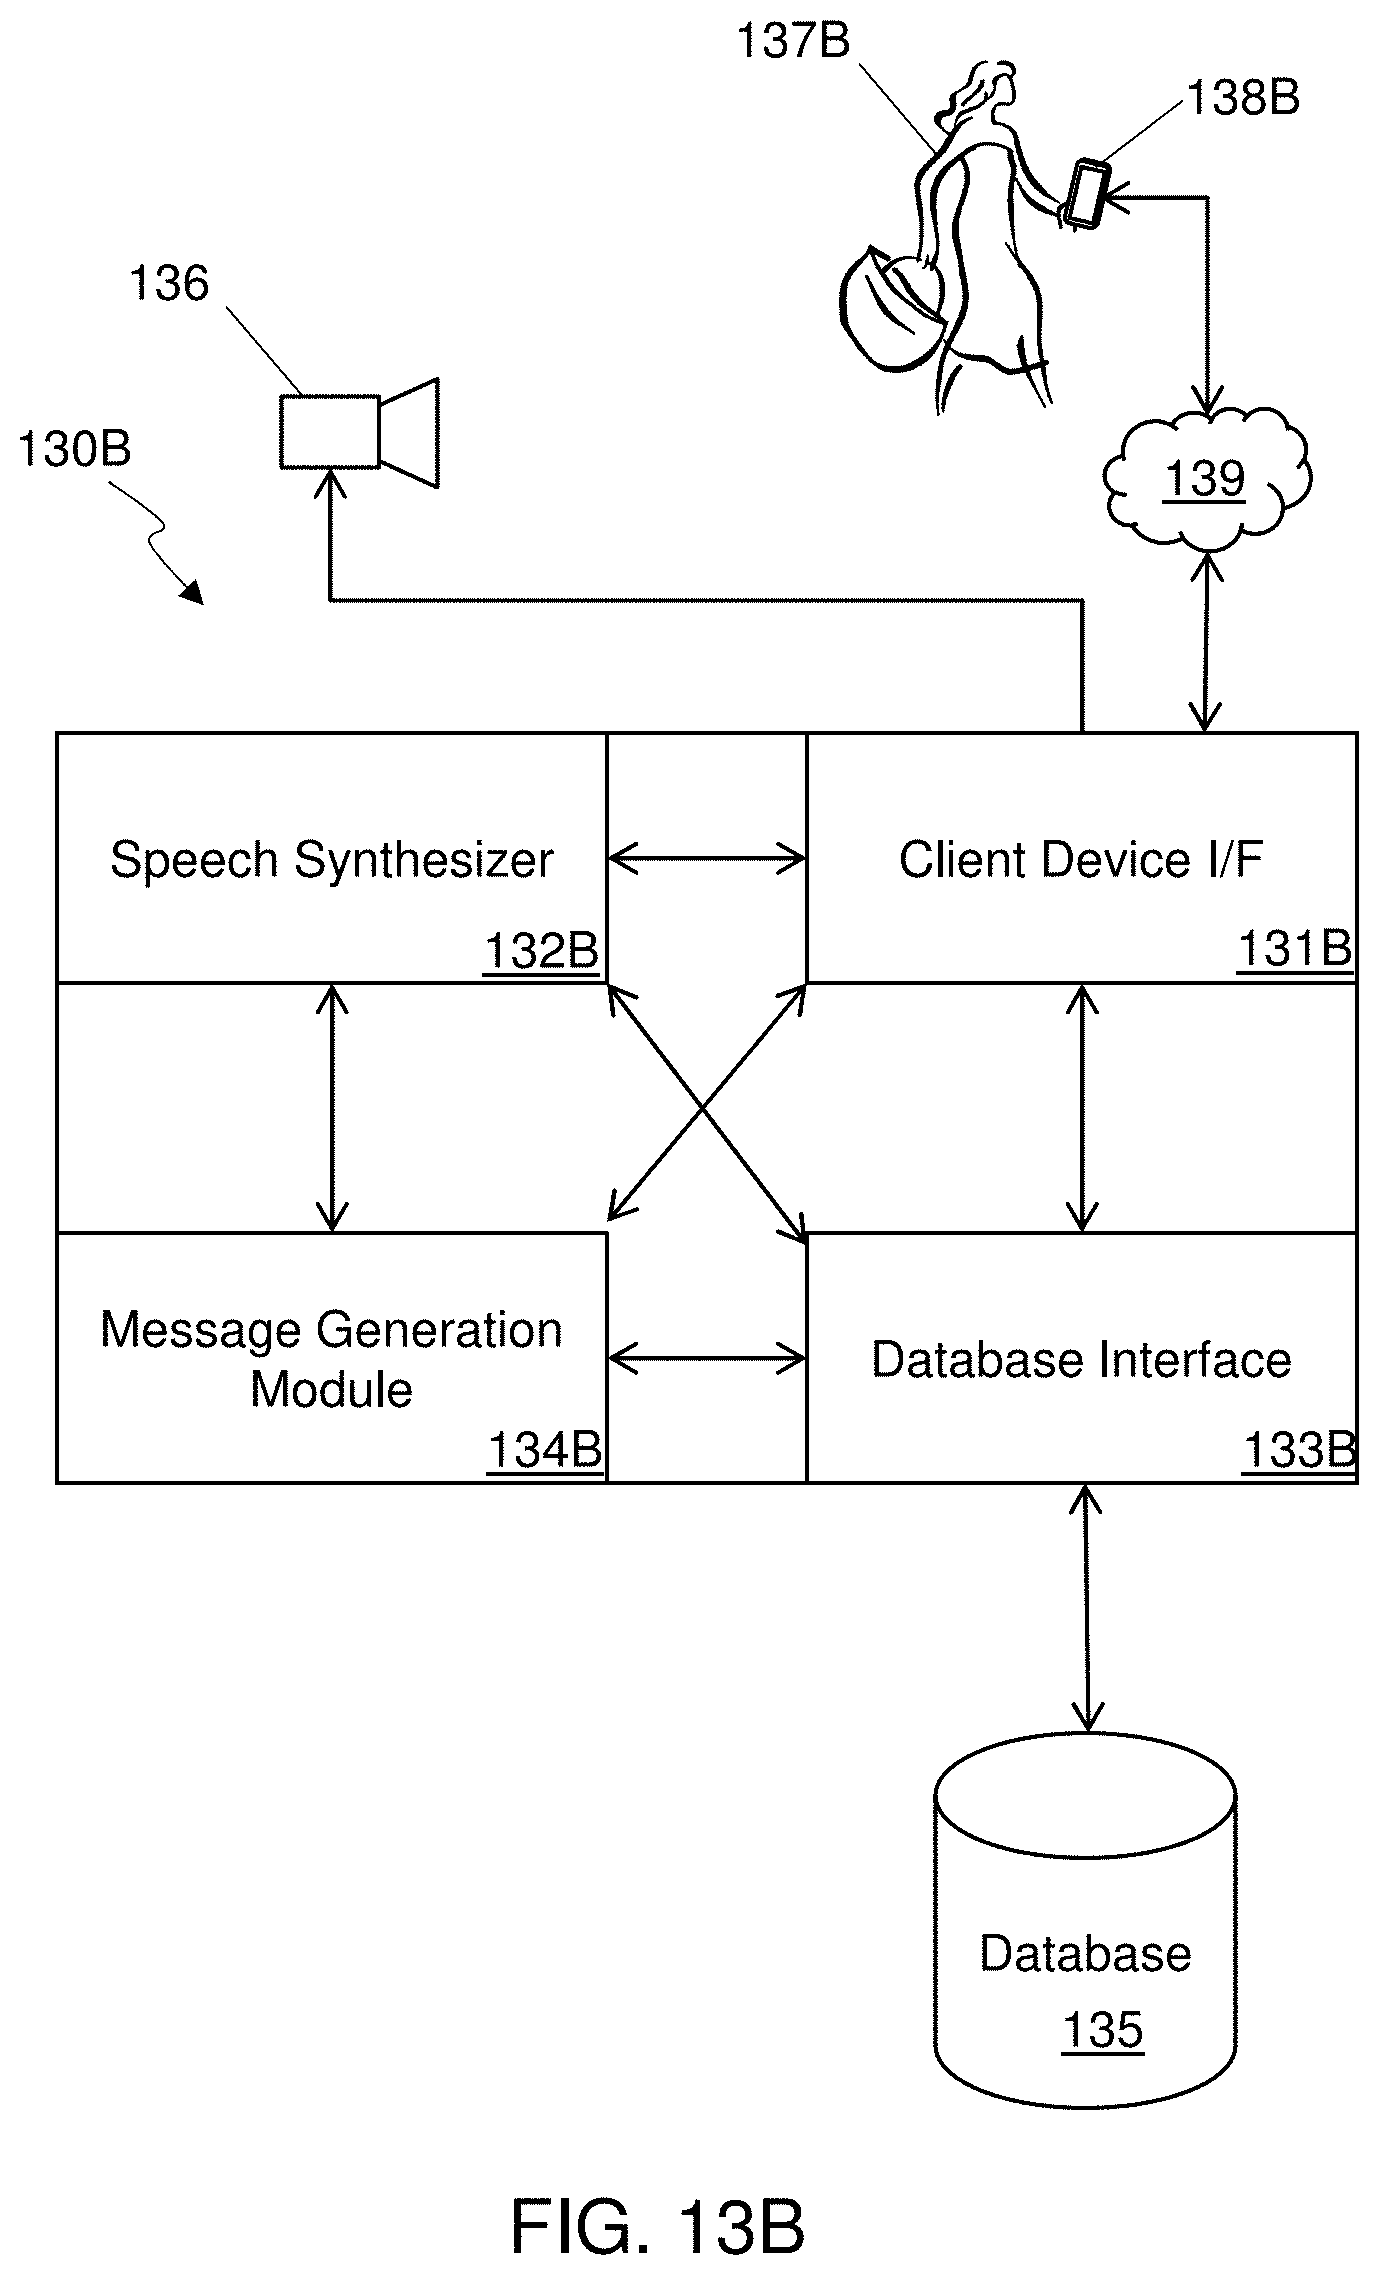 137B
138B
136
130B
139
Speech Synthesizer
132B
Client Device I/F
131B
Message Generation
Module
134B
Database Interface
133B
Database
135
FIG. 13B